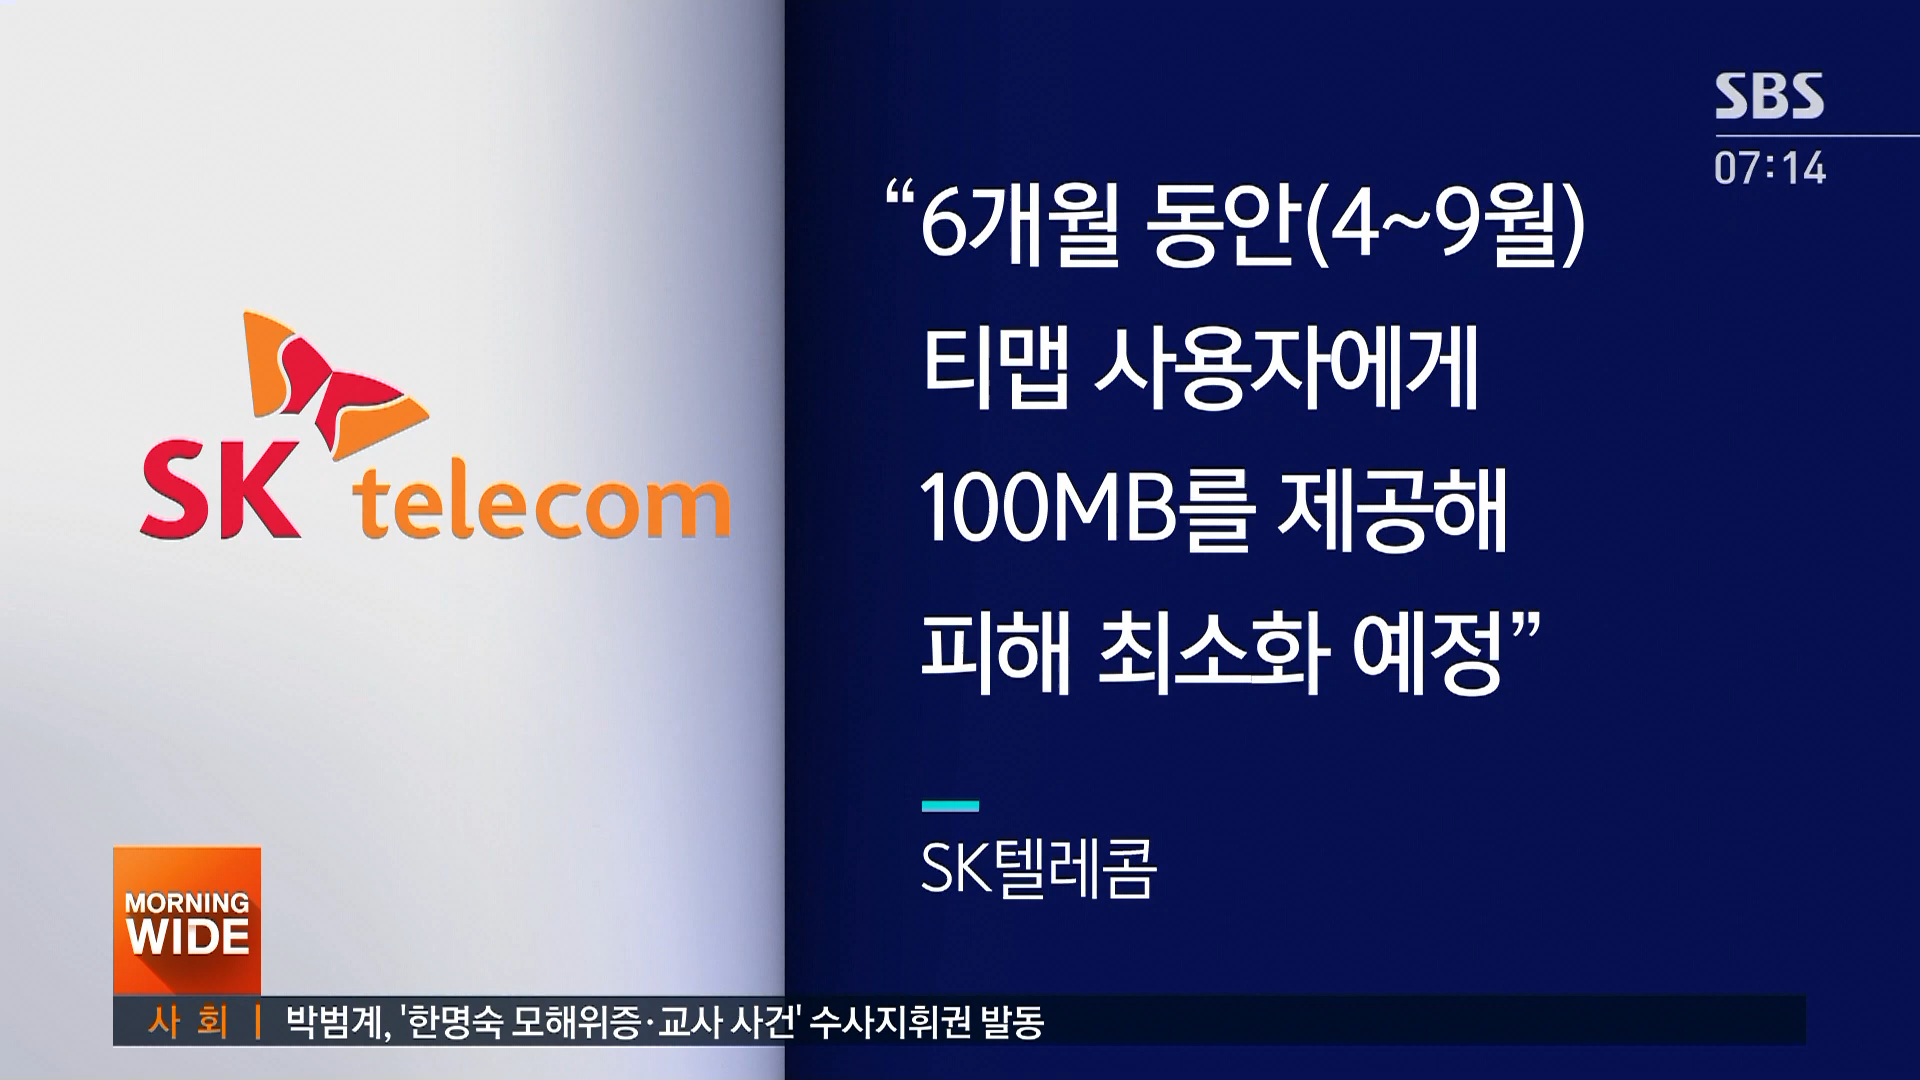 SBS
07:14
“6개월 동안(4~9월)
티맵 사용자에게
100MB를 제공해
피해 최소화 예정”
SK텔레콤
SK telecom
MORNING
WIDE
사 회 | 박범계, '한명숙 모해위증·교사 사건' 수사지휘권 발동